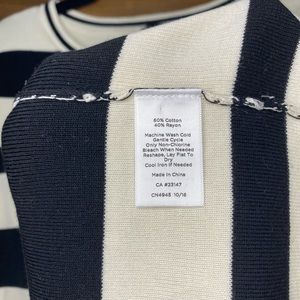 60% Cotton
40% Rayon
Machine Wash Cold
Gentle Cycle
Only Non-Chlorine
Bleach When Needed
Reshape, Lay Flat To
Dry
Cool Iron If Needed
Made In China
CA #33147
CN4945 10/16